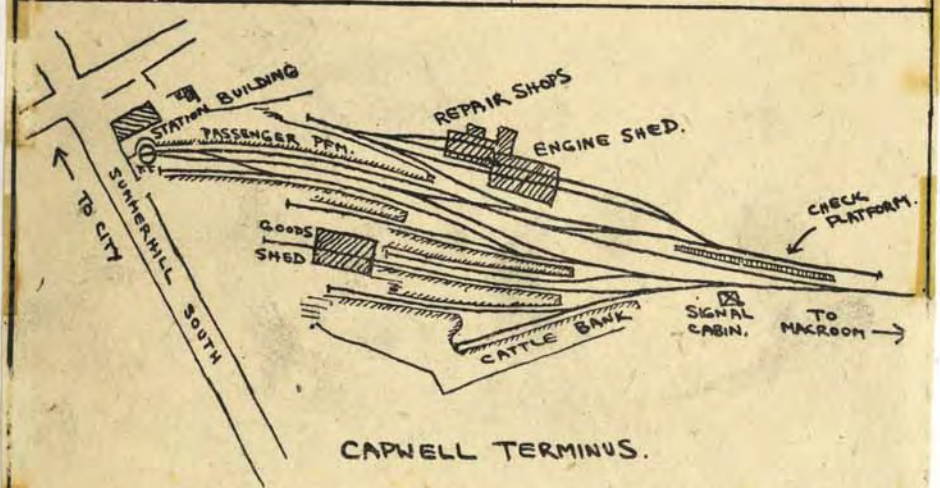 STATION BUILDING
PASSENGER PFM.
REPAIR SHOPS
ENGINE SHED.
CHECK
PLATFORM.
TO CITY
SUMMERHILL SOUTH
GOODS
SHED
CATTLE BANK
SIGNAL
CABIN.
TO
MACROOM
CAPWELL TERMINUS.